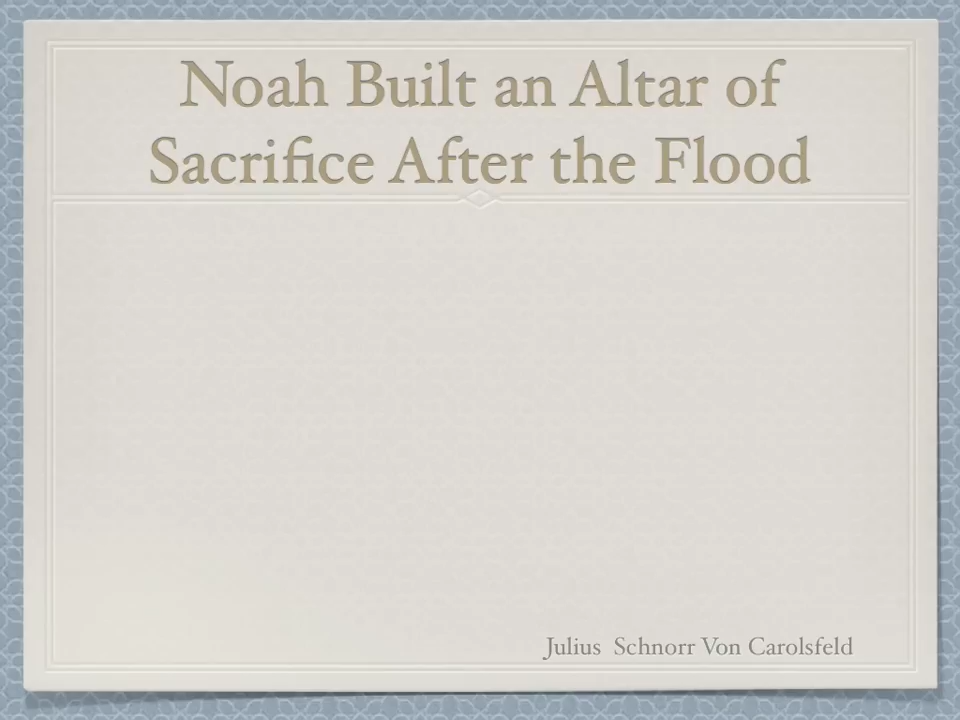 Noah Built an Altar of
Sacrifice After the Flood
Julius Schnorr Von Carolsfeld